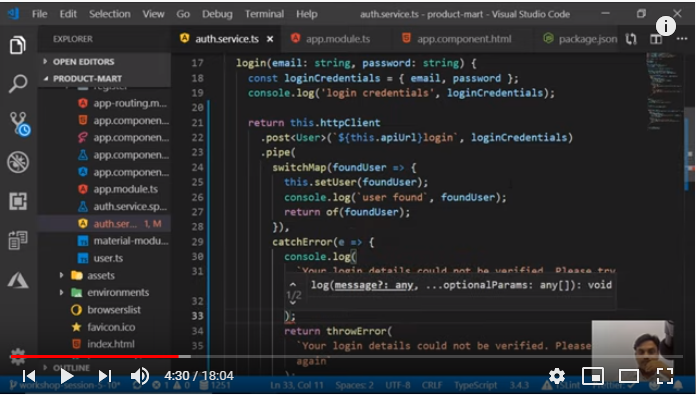 File Edit Selection View Go Debug Terminal Help
auth.service.ts - product-mart - Visual Studio Code
EXPLORER
auth.service.ts
app.module.ts
app.component.html
package.json
OPEN EDITORS
PRODUCT-MART
register
app-routing.m...
app.componen...
app.componen...
app.componen...
app.componen...
app.module.ts
auth.service.sp...
auth.ser... 1, M
material-modu...
user.ts
assets
environments
browserslist
favicon.ico
index.html
OUTLINE
17 login(email: string, password: string) {
18 const loginCredentials = { email, password };
19 console.log('login credentials', loginCredentials);
20
21 return this.httpClient
22 .post<User>(`${this.apiUrl}login`, loginCredentials)
23 .pipe(
24 switchMap(foundUser => {
25 this.setUser(foundUser);
26 console.log(`user found`, foundUser);
27 return of(foundUser);
28 }),
29 catchError(e => {
30 console.log(
31 `Your login details could not be verified. Please try
1/2 log(message?: any, ...optionalParams: any[]): void
32
33 );
34 return throwError(
35 `Your login details could not be verified. Please
again`
4:30 / 18:04
workshop-session-5-10* 0 1 1251 Ln 33, Col 11 Spaces: 2 UTF-8 CRLF TypeScript 3.4.3 TSLint